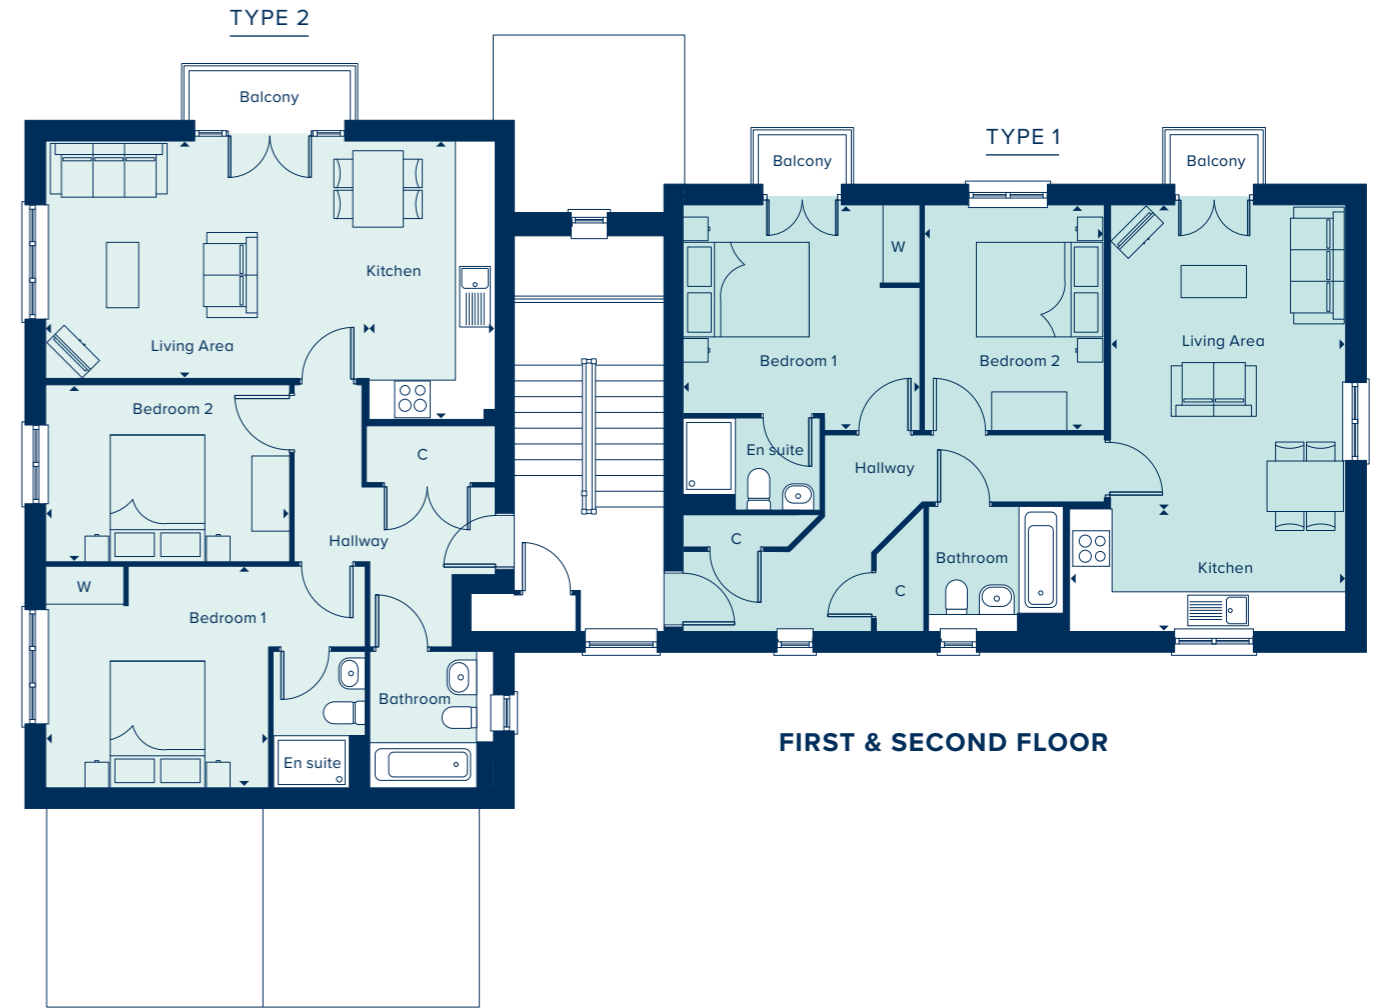 TYPE 2
Balcony
Kitchen
Living Area
Bedroom 2
C
Hallway
W
Bedroom 1
Bathroom
En suite
TYPE 1
Balcony
Balcony
W
Bedroom 1
Bedroom 2
Living Area
En suite
Hallway
C
Bathroom
C
Kitchen
FIRST & SECOND FLOOR